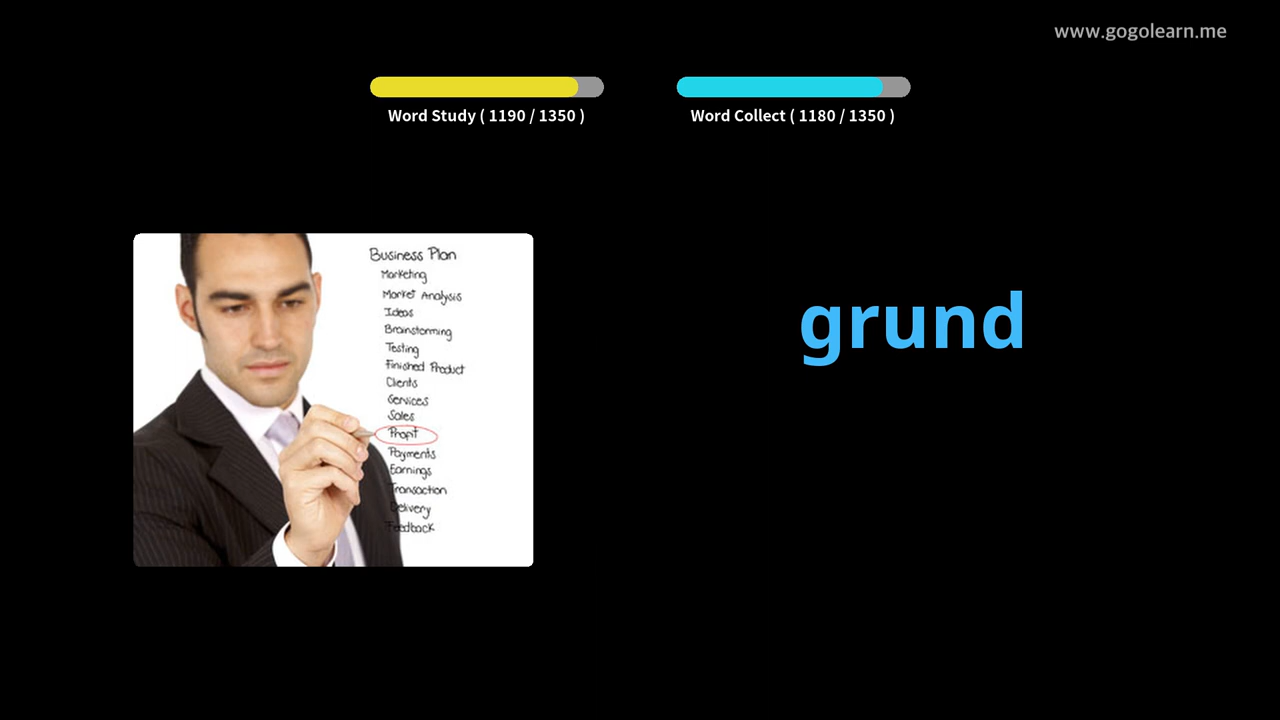 www.gogolearn.me
Word Study ( 1190 / 1350 )
Word Collect ( 1180 / 1350 )
Business Plan
Marketing
Market Analysis
Ideas
Brainstorming
Testing
Finished Product
Clients
Services
Sales
Profit
Payments
Earnings
Transaction
Delivery
Feedback
grund